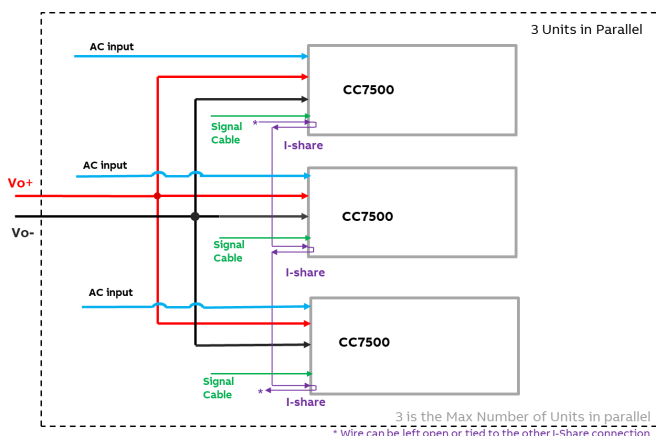 3 Units in Parallel
AC input
CC7500
Signal
Cable
*
I-share
AC input
Vo+
CC7500
Vo-
Signal
Cable
I-share
AC input
CC7500
Signal
Cable
*
I-share
3 is the Max Number of Units in parallel
* Wire can be left open or tied to the other I-Share connection